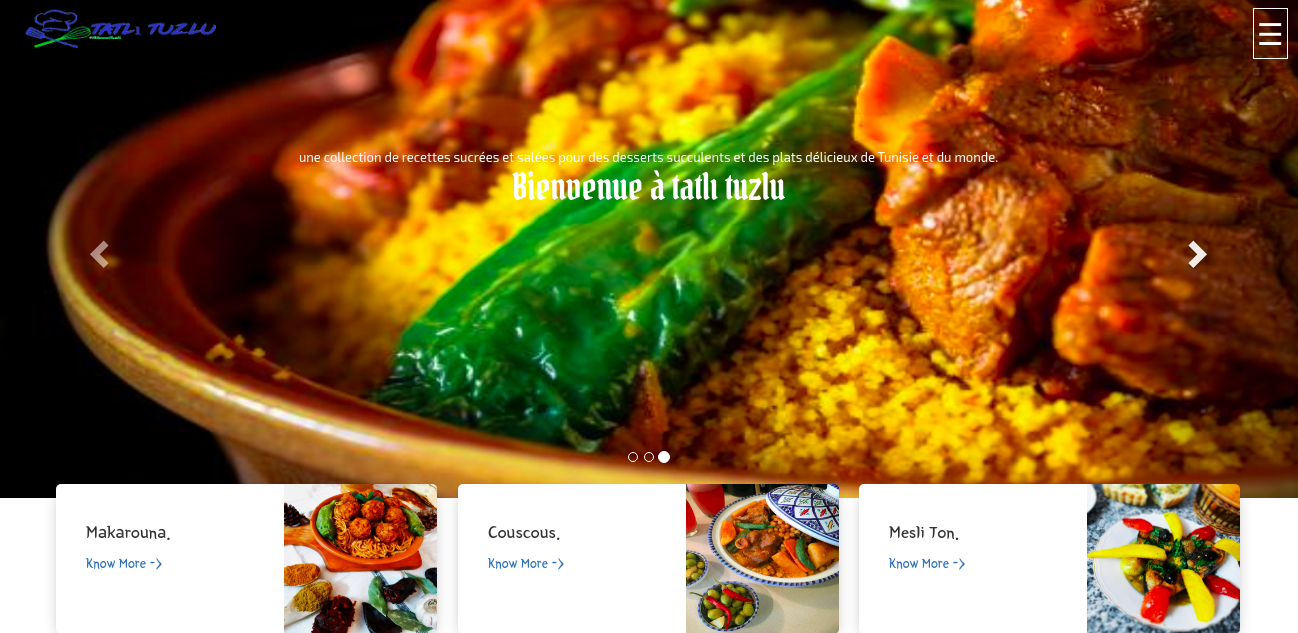 TATLI TUZLU
une collection de recettes sucrées et salées pour des desserts succulents et des plats délicieux de Tunisie et du monde.
Bienvenue à tatlı tuzlu
Makarouna.
Know More ->
Couscous.
Know More ->
Mesli Ton.
Know More ->